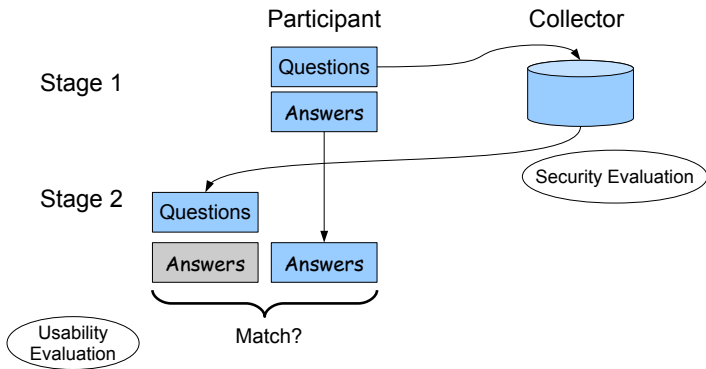 Participant
Collector
Stage 1
Questions
Answers
Security Evaluation
Stage 2
Questions
Answers
Answers
Match?
Usability
Evaluation